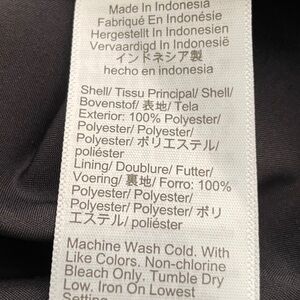 Made In Indonesia
Fabriqué En Indonésie
Hergestellt In Indonesien
Vervaardigd In Indonesië
インドネシア製
hecho en indonesia
Shell/ Tissu Principal/ Shell/
Bovenstof/ 表地/ Tela
Exterior: 100% Polyester/
Polyester/ Polyester/
Polyester/ ポリエステル/
poliéster
Lining/ Doublure/ Futter/
Voering/ 裏地/ Forro: 100%
Polyester/ Polyester/
Polyester/ Polyester/ ポリ
エステル/ poliéster
Machine Wash Cold. With
Like Colors. Non-chlorine
Bleach Only. Tumble Dry
Low. Iron On Lowest
Setting